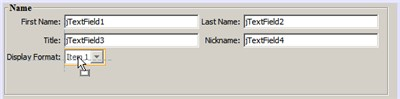 Name
First Name: jTextField1 Last Name: jTextField2
Title: jTextField3 Nickname: jTextField4
Display Format: Item 1